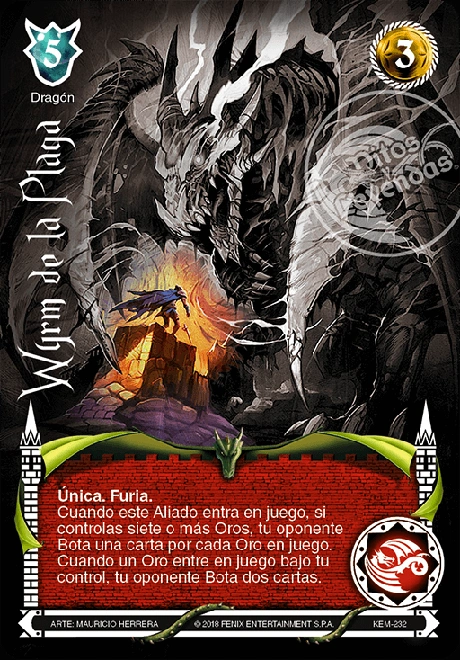 5
3
Dragón
Wyrm de la Plaga
Mitos
y
Leyendas
Única. Furia.
Cuando este Aliado entra en juego, si
controlas siete o más Oros, tu oponente
Bota una carta por cada Oro en juego.
Cuando un Oro entre en juego bajo tu
control, tu oponente Bota dos cartas.
ARTE: MAURICIO HERRERA
© 2018 FENIX ENTERTAINMENT S.P.A.
KEM-232